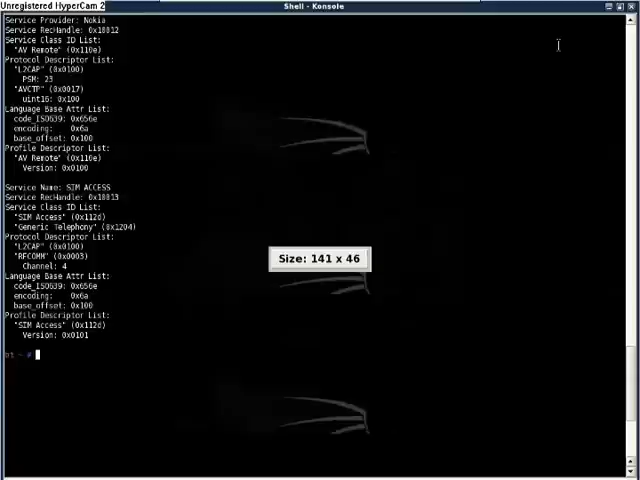 Unregistered HyperCam 2
Shell - Konsole
Service Provider: Nokia
Service RecHandle: 0x10012
Service Class ID List:
"AV Remote" (0x110e)
Protocol Descriptor List:
"L2CAP" (0x0100)
PSM: 23
"AVCTP" (0x0017)
uint16: 0x100
Language Base Attr List:
code_ISO639: 0x656e
encoding: 0x6a
base_offset: 0x100
Profile Descriptor List:
"AV Remote" (0x110e)
Version: 0x0100
Service Name: SIM ACCESS
Service RecHandle: 0x10013
Service Class ID List:
"SIM Access" (0x112d)
"Generic Telephony" (0x1204)
Protocol Descriptor List:
"L2CAP" (0x0100)
"RFCOMM" (0x0003)
Channel: 4
Language Base Attr List:
code_ISO639: 0x656e
encoding: 0x6a
base_offset: 0x100
Profile Descriptor List:
"SIM Access" (0x112d)
Version: 0x0101
bt ~ #
Size: 141 x 46